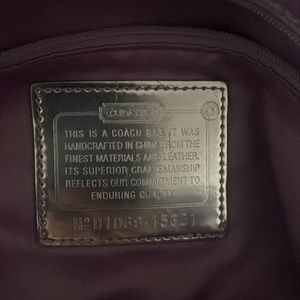 COACH
THIS IS A COACH BAG. IT WAS
HANDCRAFTED IN CHINA FROM THE
FINEST MATERIALS AND LEATHER.
ITS SUPERIOR CRAFTSMANSHIP
REFLECTS OUR COMMITMENT TO
ENDURING QUALITY.